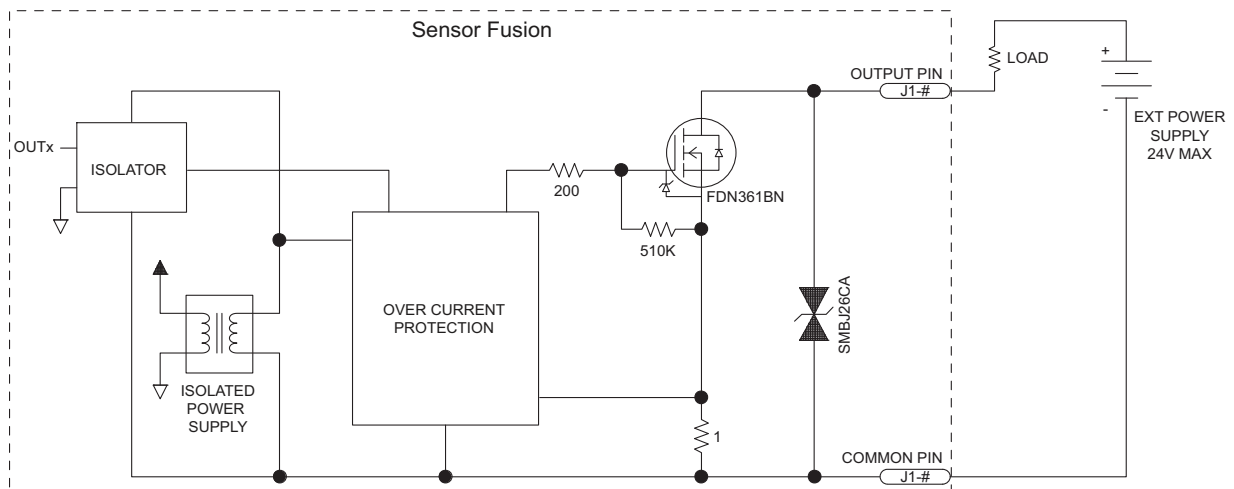 Sensor Fusion
OUTPUT PIN
J1-#
LOAD
+
-
EXT POWER
SUPPLY
24V MAX
OUTx
ISOLATOR
200
FDN361BN
510K
OVER CURRENT
PROTECTION
SMBJ26CA
ISOLATED
POWER
SUPPLY
1
COMMON PIN
J1-#